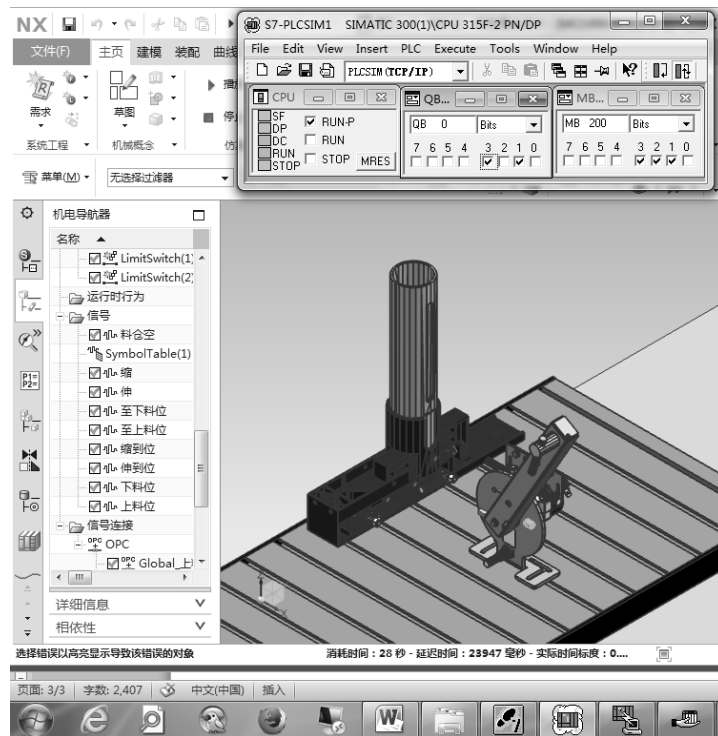 NX
S7-PLCSIM1 SIMATIC 300(1)\CPU 315F-2 PN/DP
文件(F) 主页 建模 装配 曲线
File Edit View Insert PLC Execute Tools Window Help
PLCSIM(TCP/IP)
需求
草图
系统工程 机械概念
CPU
SF
DP
DC
RUN
STOP
RUN-P
RUN
STOP MRES
QB...
QB 0 Bits
7 6 5 4 3 2 1 0
MB...
MB 200 Bits
7 6 5 4 3 2 1 0
菜单(M) 无选择过滤器
机电导航器
名称
LimitSwitch(1)
LimitSwitch(2)
运行时行为
信号
料仓空
SymbolTable(1)
缩
伸
至下料位
至上料位
缩到位
伸到位
下料位
上料位
信号连接
OPC
Global_上
详细信息
相依性
选择错误以高亮显示导致该错误的对象 消耗时间：28 秒 - 延迟时间：23947 毫秒 - 实际时间标度：0....
页面: 3/3 字数: 2,407 中文(中国) 插入